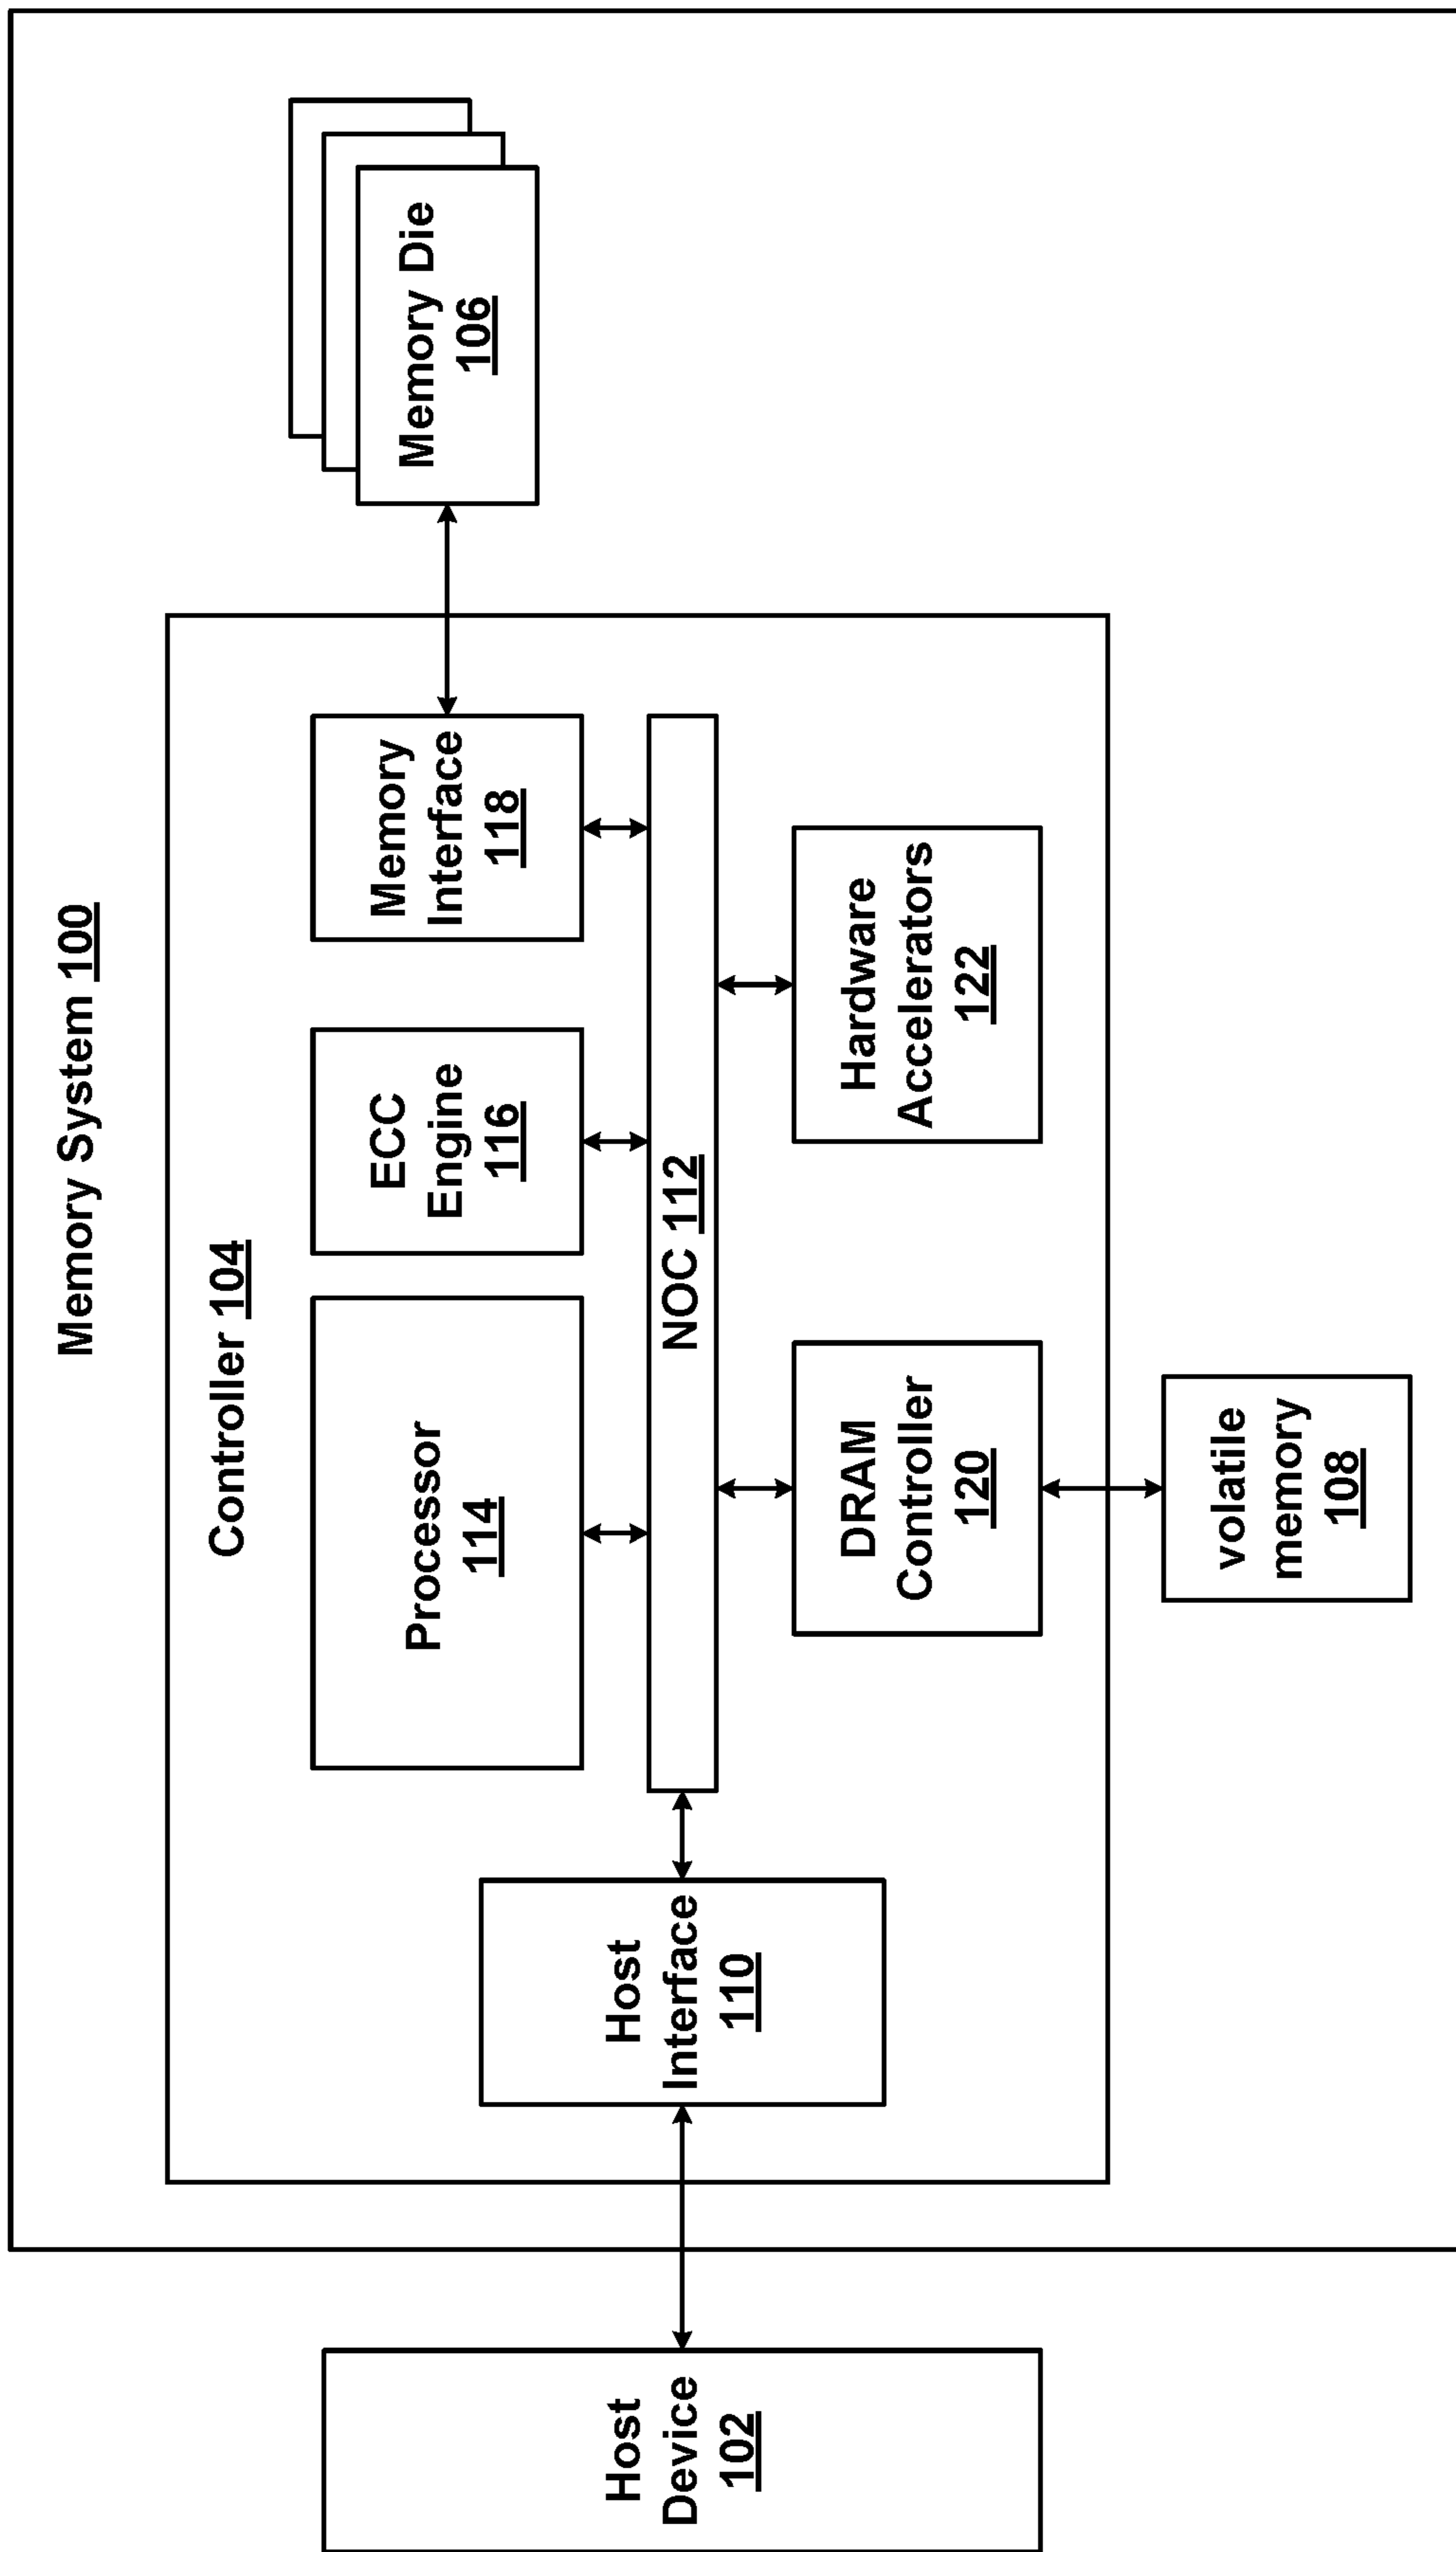 Memory System 100
Controller 104
Host
Device
102
Host
Interface
110
Processor
114
ECC
Engine
116
Memory
Interface
118
Memory Die
106
NOC 112
DRAM
Controller
120
Hardware
Accelerators
122
volatile
memory
108